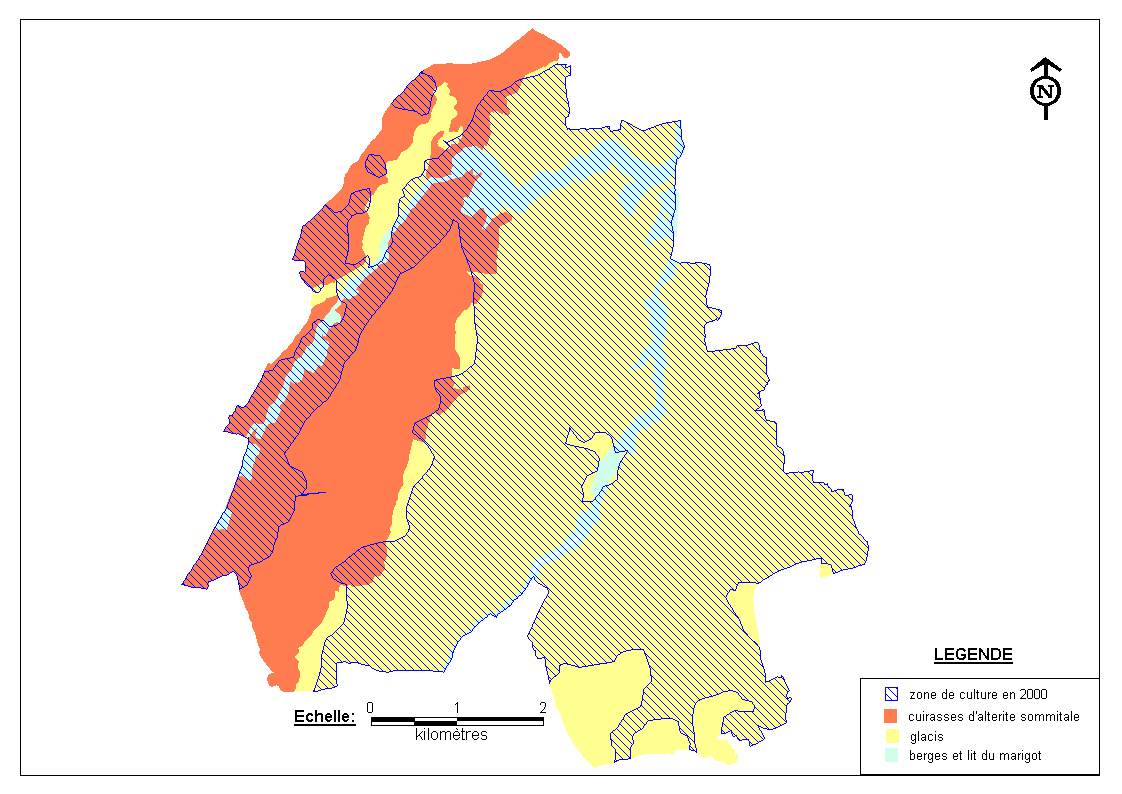 N
LEGENDE
zone de culture en 2000
cuirasses d'alterite sommitale
glacis
berges et lit du marigot
Echelle: 0 1 2
kilomètres